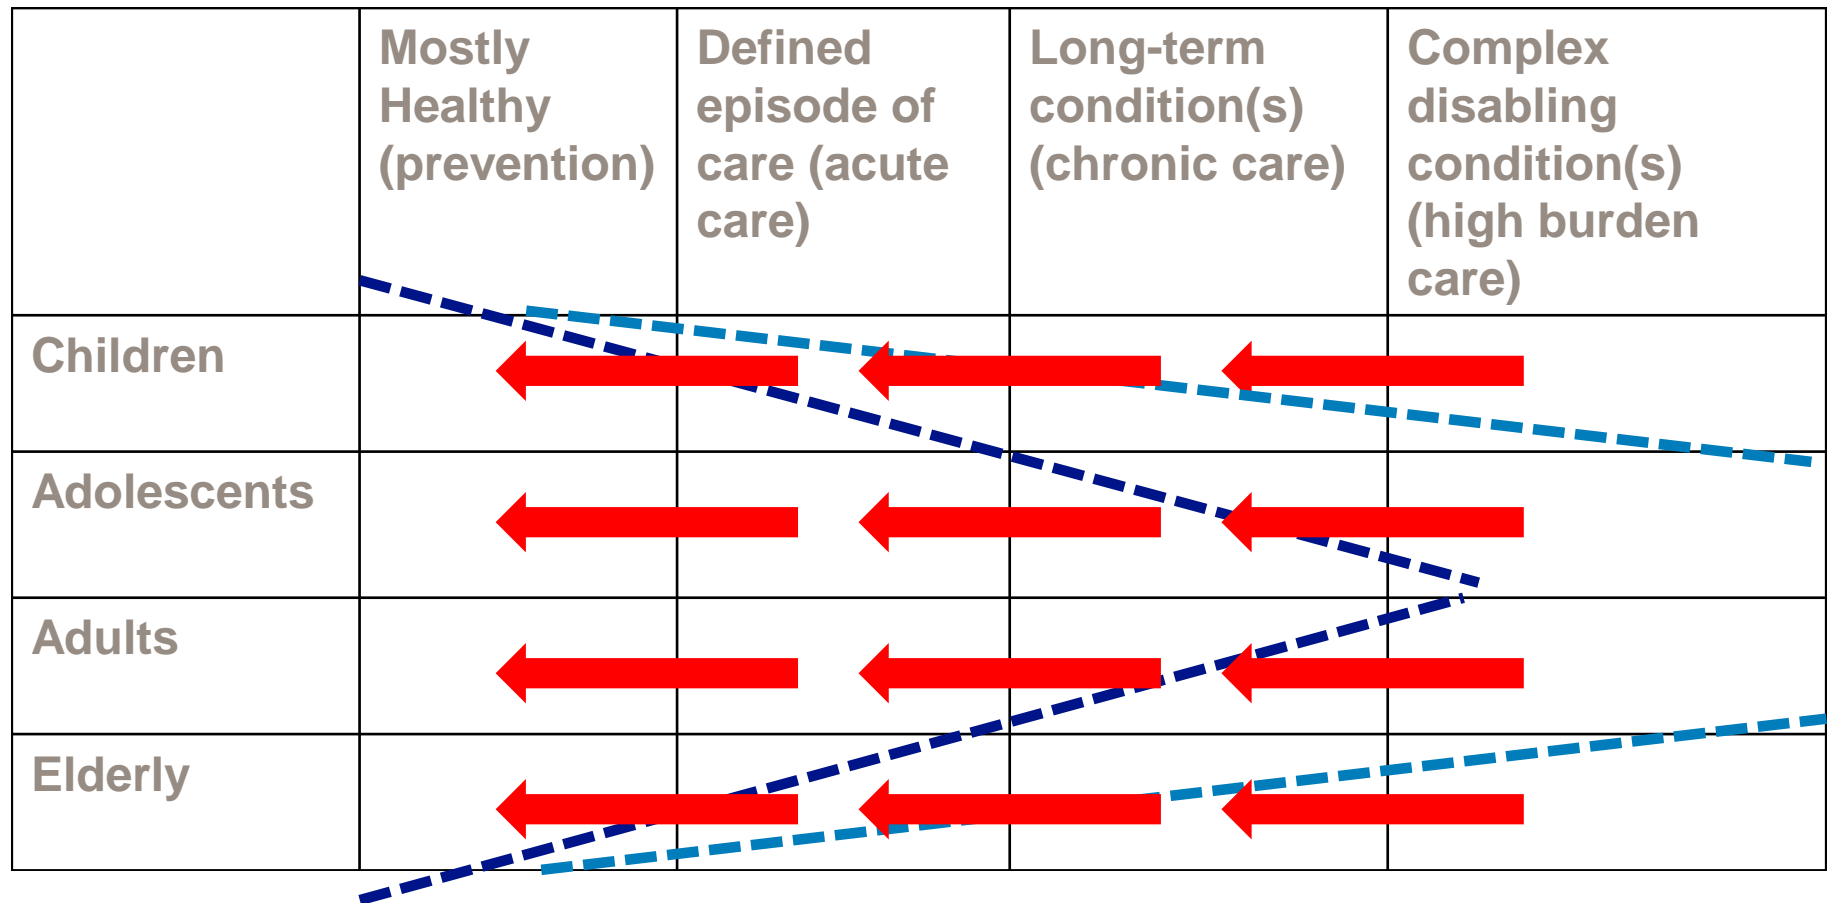 Mostly
Healthy
(prevention)
Defined
episode of
care (acute
care)
Long-term
condition(s)
(chronic care)
Complex
disabling
condition(s)
(high burden
care)
Children
Adolescents
Adults
Elderly